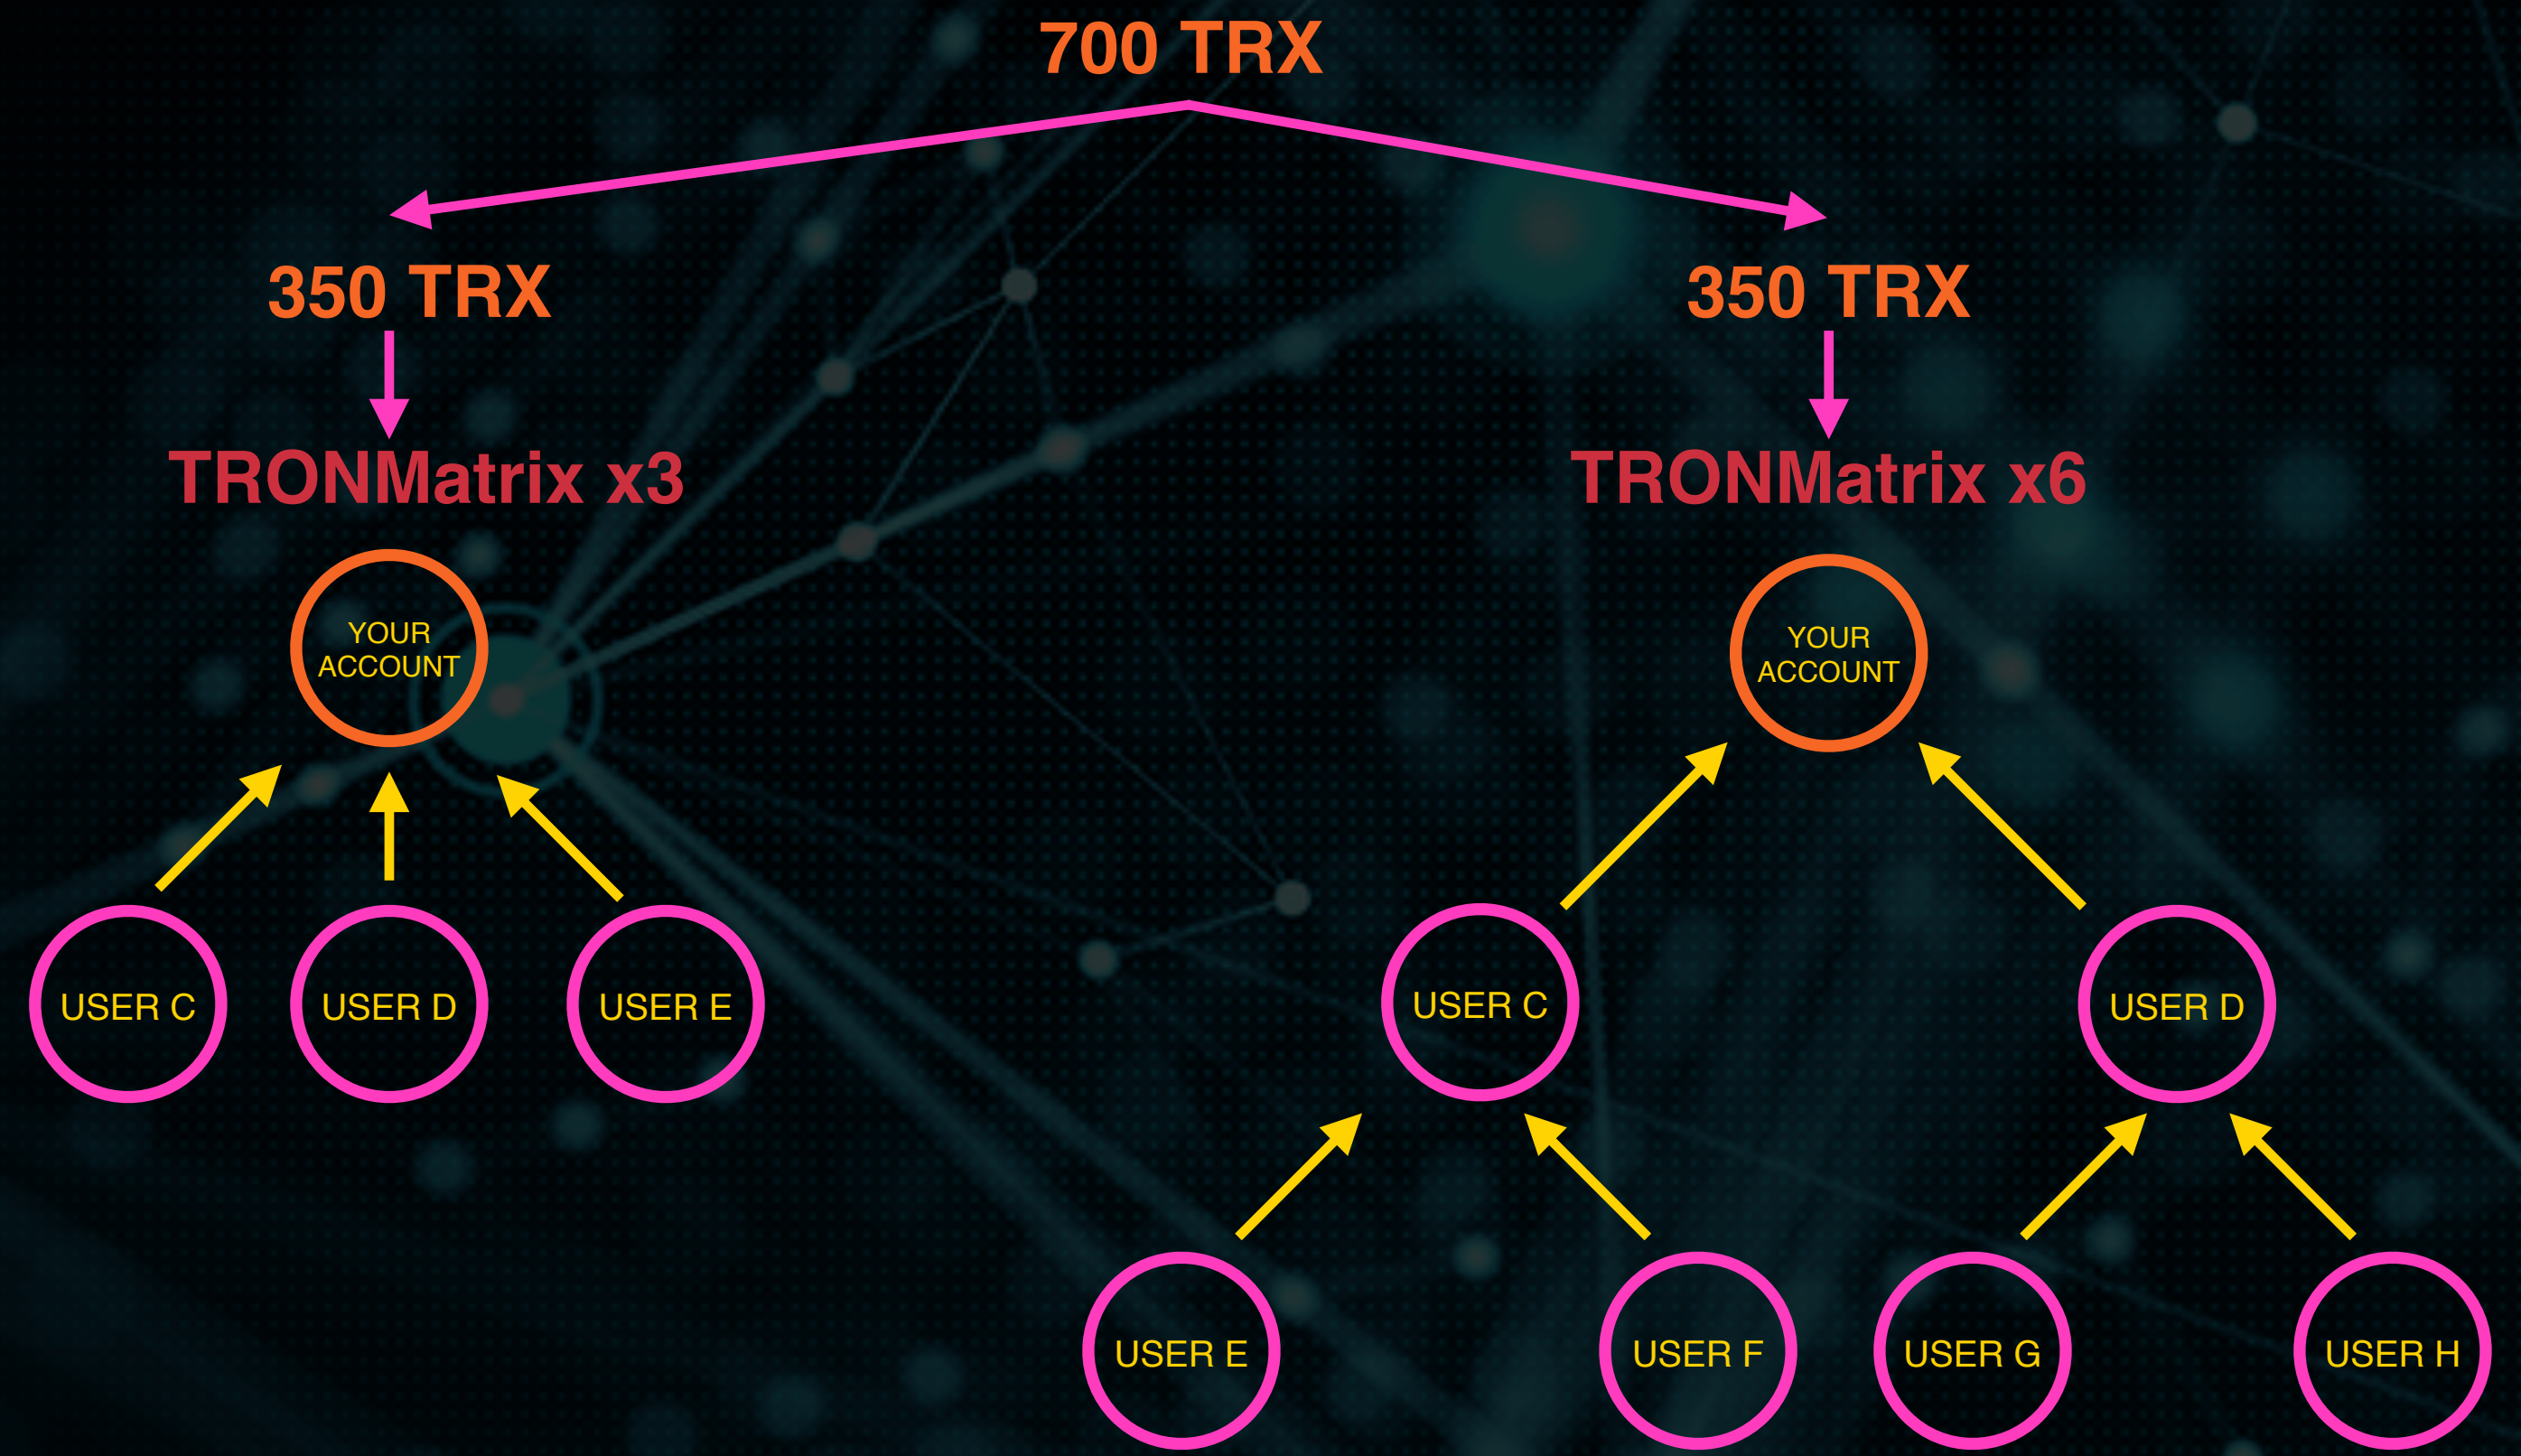 700 TRX
350 TRX
350 TRX
TRONMatrix x3
TRONMatrix x6
YOUR
ACCOUNT
YOUR
ACCOUNT
USER C
USER D
USER E
USER C
USER D
USER E
USER F
USER G
USER H